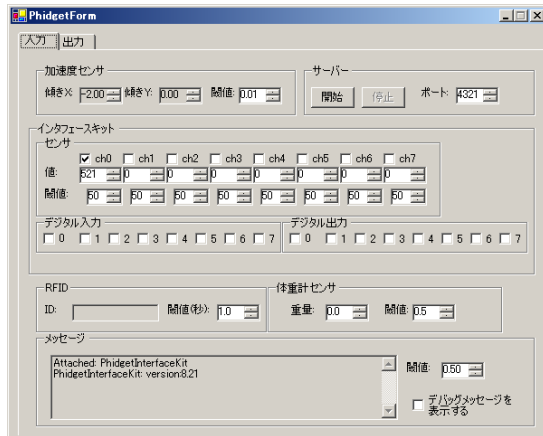 PhidgetForm
入力 出力
加速度センサ
傾きX: -2.00 傾きY: 0.00 閾値: 0.01
サーバー
開始 停止 ポート: 4321
インタフェースキット
センサ
ch0 ch1 ch2 ch3 ch4 ch5 ch6 ch7
値: 521 0 0 0 0 0 0 0
閾値: 50 50 50 50 50 50 50 50
デジタル入力
0 1 2 3 4 5 6 7
デジタル出力
0 1 2 3 4 5 6 7
RFID
ID: 閾値(秒): 1.0
体重計センサ
重量: 0.0 閾値: 0.5
メッセージ
Attached: PhidgetInterfaceKit
PhidgetInterfaceKit: version:8.21
閾値: 0.50
デバッグメッセージを
表示する